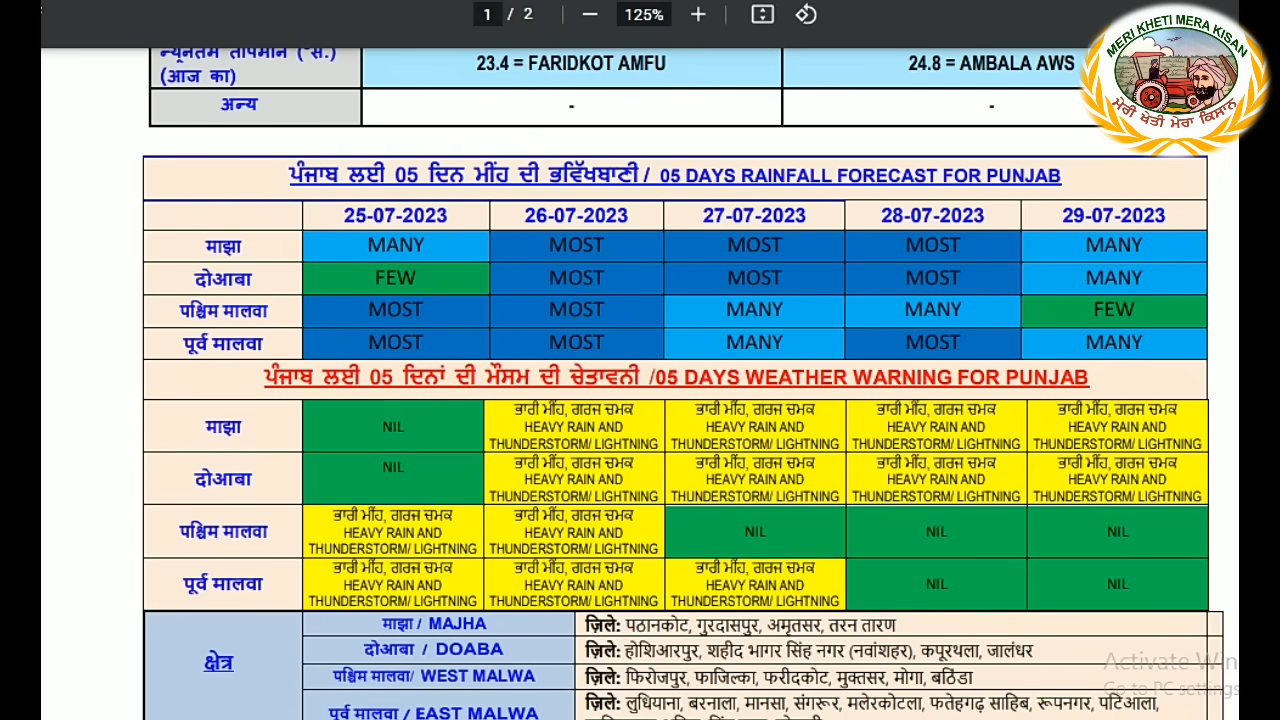 1 / 2 — 125% +
MERI KHETI MERA KISAN
ਮੇਰੀ ਖੇਤੀ ਮੇਰਾ ਕਿਸਾਨ
न्यूनतम तापमान (°से.) 23.4 = FARIDKOT AMFU 24.8 = AMBALA AWS
(आज का)
अन्य - -
ਪੰਜਾਬ ਲਈ 05 ਦਿਨ ਮੀਂਹ ਦੀ ਭਵਿੱਖਬਾਣੀ / 05 DAYS RAINFALL FORECAST FOR PUNJAB
25-07-2023 26-07-2023 27-07-2023 28-07-2023 29-07-2023
माझा MANY MOST MOST MOST MANY
दोआबा FEW MOST MOST MOST MANY
पश्चिम मालवा MOST MOST MANY MANY FEW
पूर्व मालवा MOST MOST MANY MOST MANY
ਪੰਜਾਬ ਲਈ 05 ਦਿਨਾਂ ਦੀ ਮੌਸਮ ਦੀ ਚੇਤਾਵਨੀ /05 DAYS WEATHER WARNING FOR PUNJAB
ਭਾਰੀ ਮੀਂਹ, ਗਰਜ ਚਮਕ ਭਾਰੀ ਮੀਂਹ, ਗਰਜ ਚਮਕ ਭਾਰੀ ਮੀਂਹ, ਗਰਜ ਚਮਕ ਭਾਰੀ ਮੀਂਹ, ਗਰਜ ਚਮਕ
माझा NIL HEAVY RAIN AND HEAVY RAIN AND HEAVY RAIN AND HEAVY RAIN AND
THUNDERSTORM/ LIGHTNING THUNDERSTORM/ LIGHTNING THUNDERSTORM/ LIGHTNING THUNDERSTORM/ LIGHTNING
NIL ਭਾਰੀ ਮੀਂਹ, ਗਰਜ ਚਮਕ ਭਾਰੀ ਮੀਂਹ, ਗਰਜ ਚਮਕ ਭਾਰੀ ਮੀਂਹ, ਗਰਜ ਚਮਕ ਭਾਰੀ ਮੀਂਹ, ਗਰਜ ਚਮਕ
दोआबा HEAVY RAIN AND HEAVY RAIN AND HEAVY RAIN AND HEAVY RAIN AND
THUNDERSTORM/ LIGHTNING THUNDERSTORM/ LIGHTNING THUNDERSTORM/ LIGHTNING THUNDERSTORM/ LIGHTNING
ਭਾਰੀ ਮੀਂਹ, ਗਰਜ ਚਮਕ ਭਾਰੀ ਮੀਂਹ, ਗਰਜ ਚਮਕ
पश्चिम मालवा HEAVY RAIN AND HEAVY RAIN AND NIL NIL NIL
THUNDERSTORM/ LIGHTNING THUNDERSTORM/ LIGHTNING
ਭਾਰੀ ਮੀਂਹ, ਗਰਜ ਚਮਕ ਭਾਰੀ ਮੀਂਹ, ਗਰਜ ਚਮਕ ਭਾਰੀ ਮੀਂਹ, ਗਰਜ ਚਮਕ
पूर्व मालवा HEAVY RAIN AND HEAVY RAIN AND HEAVY RAIN AND NIL NIL
THUNDERSTORM/ LIGHTNING THUNDERSTORM/ LIGHTNING THUNDERSTORM/ LIGHTNING
माझा / MAJHA ज़िले: पठानकोट, गुरदासपुर, अमृतसर, तरन तारण
क्षेत्र दोआबा / DOABA ज़िले: होशिआरपुर, शहीद भागर सिंह नगर (नवांशहर), कपूरथला, जालंधर
पश्चिम मालवा/ WEST MALWA ज़िले: फिरोजपुर, फाजिल्का, फरीदकोट, मुक्तसर, मोगा, बठिंडा
पूर्व मालवा / EAST MALWA ज़िले: लुधियाना, बरनाला, मानसा, संगरूर, मलेरकोटला, फतेहगढ़ साहिब, रूपनगर, पटिआला,
Activate Win
Go to PC settings